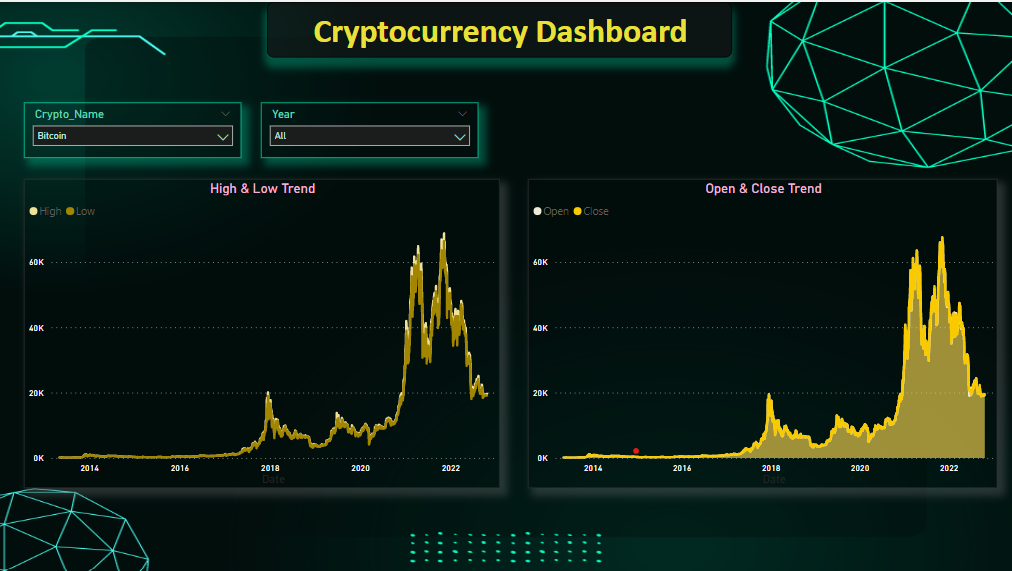 Cryptocurrency Dashboard
Crypto_Name
Bitcoin
Year
All
High & Low Trend
High Low
60K
40K
20K
0K
2014 2016 2018 2020 2022
Date
Open & Close Trend
Open Close
60K
40K
20K
0K
2014 2016 2018 2020 2022
Date